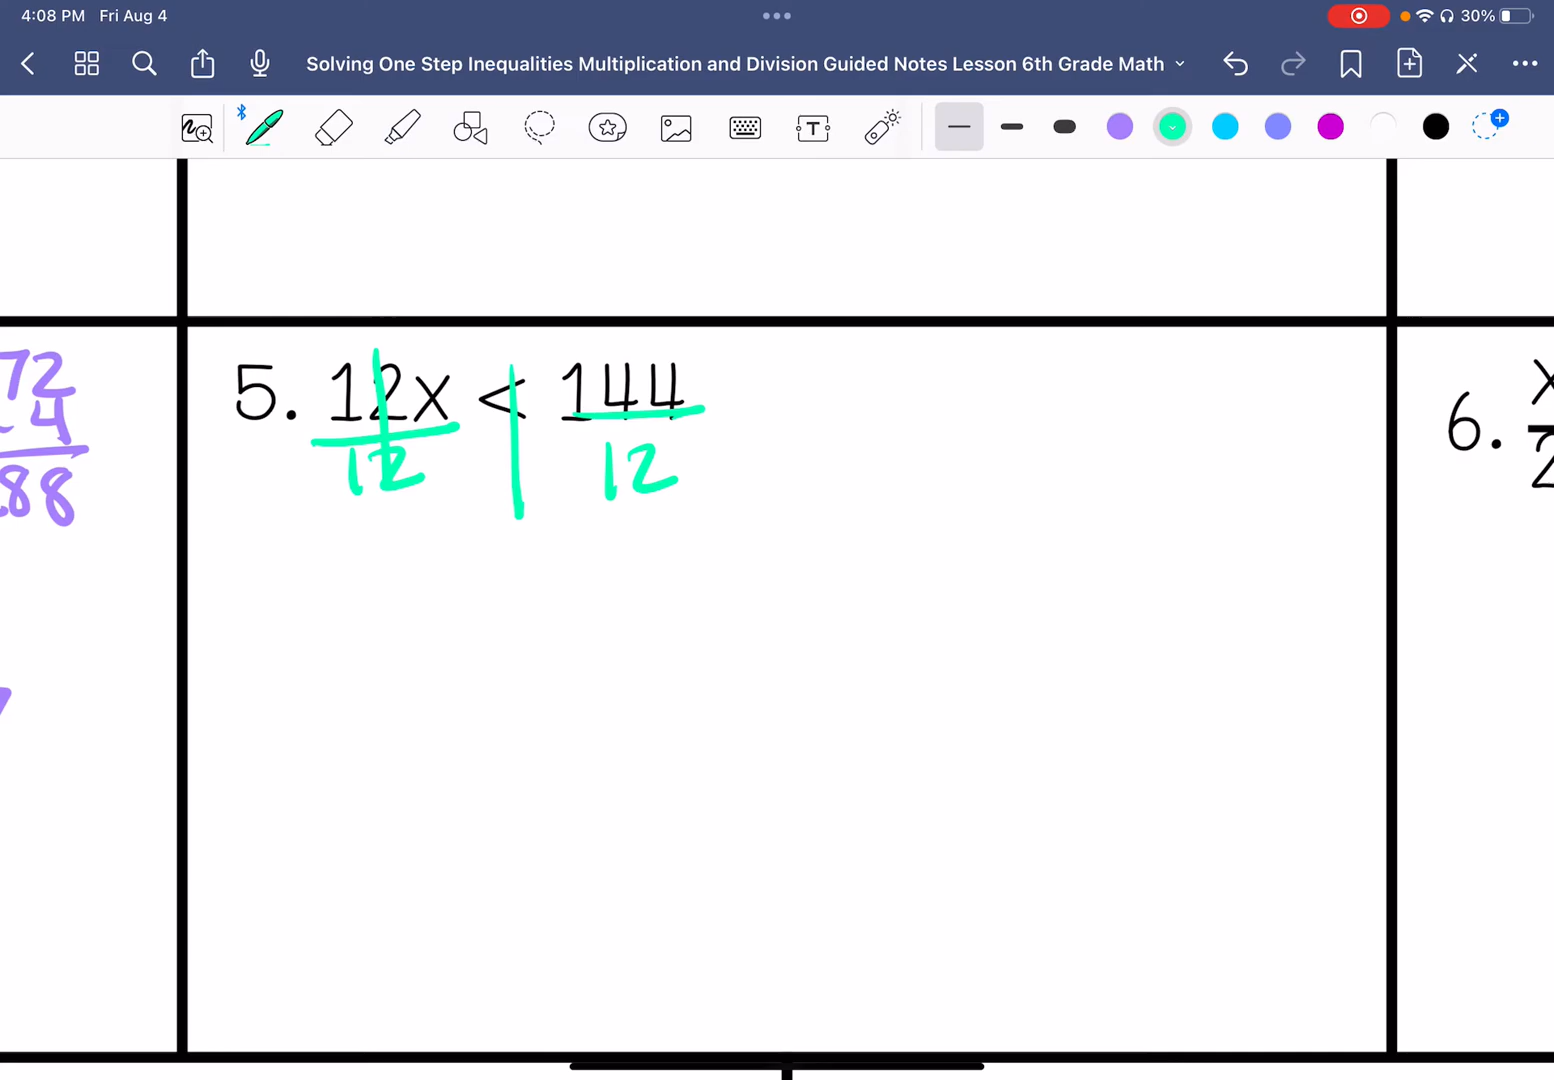 4:08 PM Fri Aug 4
30%
Solving One Step Inequalities Multiplication and Division Guided Notes Lesson 6th Grade Math
T
72
4
88
5. 12x < 144
12 12
6. x
2